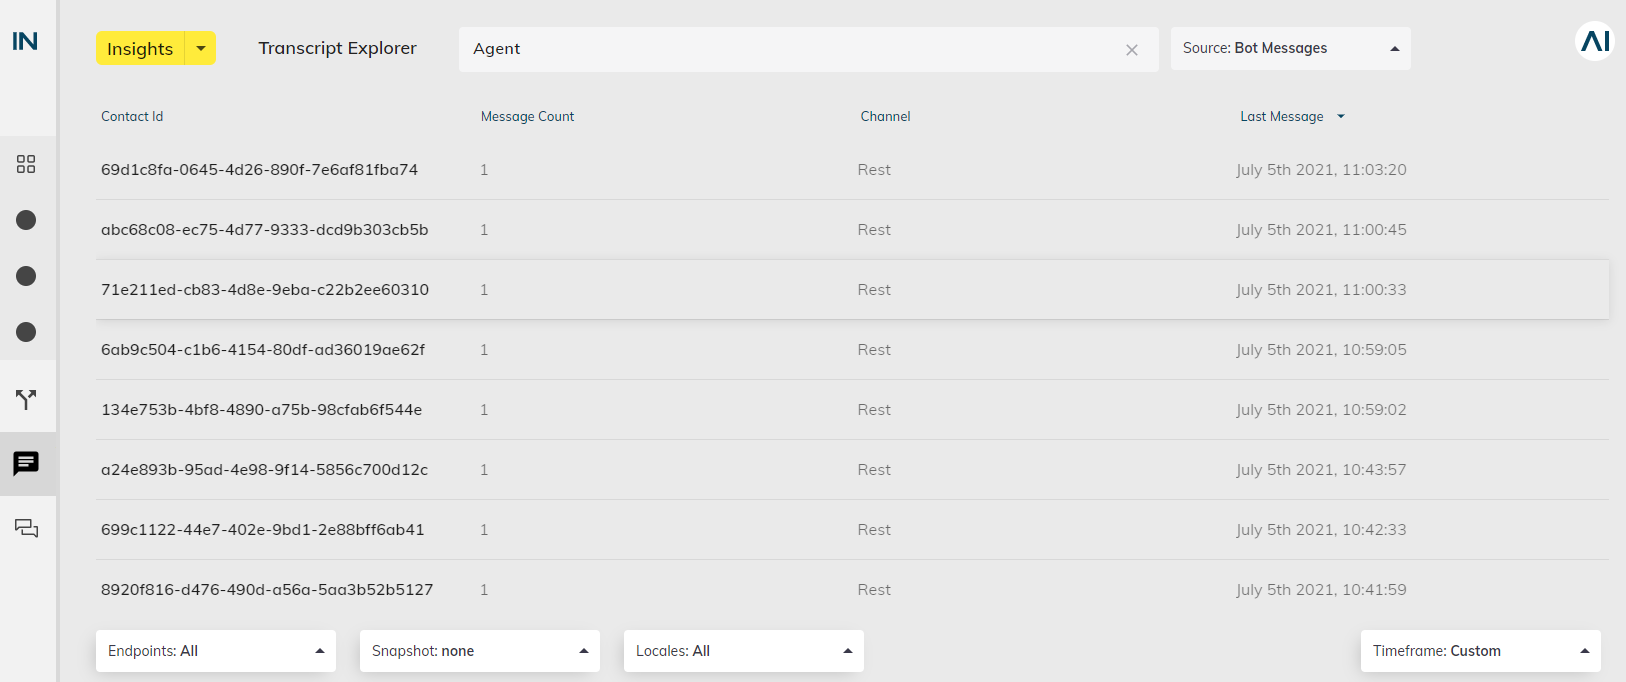 IN
Insights
Transcript Explorer
Agent
Source: Bot Messages
AI
Contact Id Message Count Channel Last Message
69d1c8fa-0645-4d26-890f-7e6af81fba74 1 Rest July 5th 2021, 11:03:20
abc68c08-ec75-4d77-9333-dcd9b303cb5b 1 Rest July 5th 2021, 11:00:45
71e211ed-cb83-4d8e-9eba-c22b2ee60310 1 Rest July 5th 2021, 11:00:33
6ab9c504-c1b6-4154-80df-ad36019ae62f 1 Rest July 5th 2021, 10:59:05
134e753b-4bf8-4890-a75b-98cfab6f544e 1 Rest July 5th 2021, 10:59:02
a24e893b-95ad-4e98-9f14-5856c700d12c 1 Rest July 5th 2021, 10:43:57
699c1122-44e7-402e-9bd1-2e88bff6ab41 1 Rest July 5th 2021, 10:42:33
8920f816-d476-490d-a56a-5aa3b52b5127 1 Rest July 5th 2021, 10:41:59
Endpoints: All Snapshot: none Locales: All Timeframe: Custom